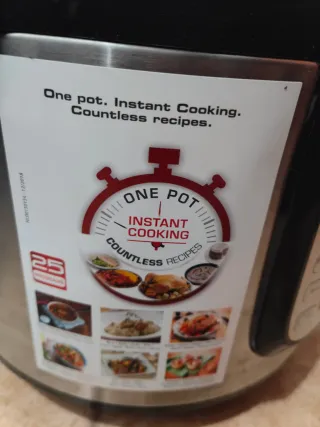 One pot. Instant Cooking.
Countless recipes.
ONE POT
INSTANT
COOKING
COUNTLESS RECIPES
25